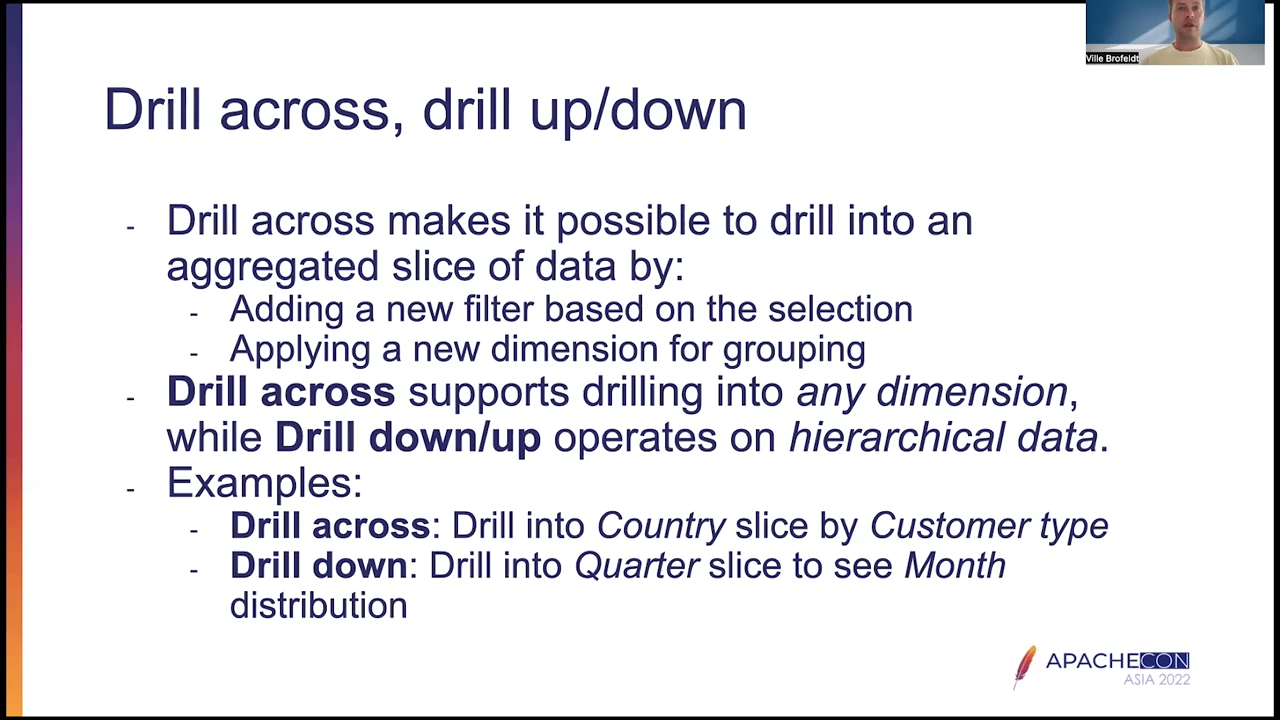 Ville Brofeldt
Drill across, drill up/down
- Drill across makes it possible to drill into an
aggregated slice of data by:
- Adding a new filter based on the selection
- Applying a new dimension for grouping
- Drill across supports drilling into any dimension,
while Drill down/up operates on hierarchical data.
- Examples:
- Drill across: Drill into Country slice by Customer type
- Drill down: Drill into Quarter slice to see Month
distribution
APACHECON
ASIA 2022